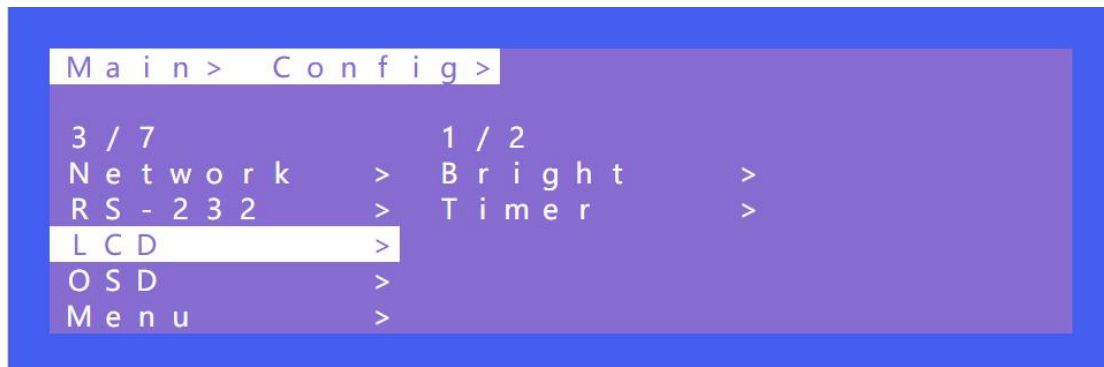 Main> Config>
3/7 1/2
Network > Bright >
RS-232 > Timer >
LCD >
OSD >
Menu >